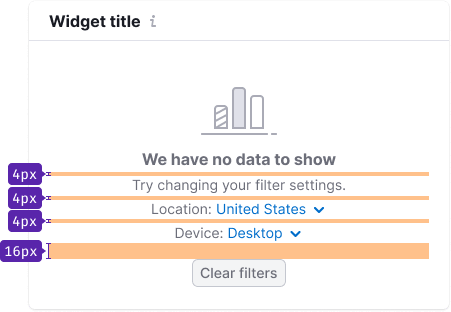 Widget title i
We have no data to show
4px
Try changing your filter settings.
4px
Location: United States
4px
Device: Desktop
16px
Clear filters